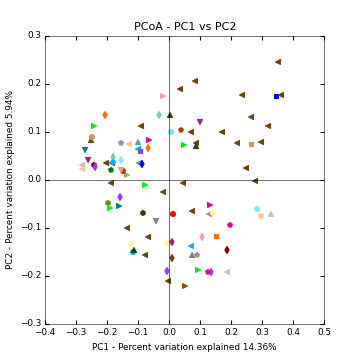 PCoA - PC1 vs PC2
PC2 - Percent variation explained 5.94%
0.3
0.2
0.1
0.0
−0.1
−0.2
−0.3
−0.4 −0.3 −0.2 −0.1 0.0 0.1 0.2 0.3 0.4 0.5
PC1 - Percent variation explained 14.36%